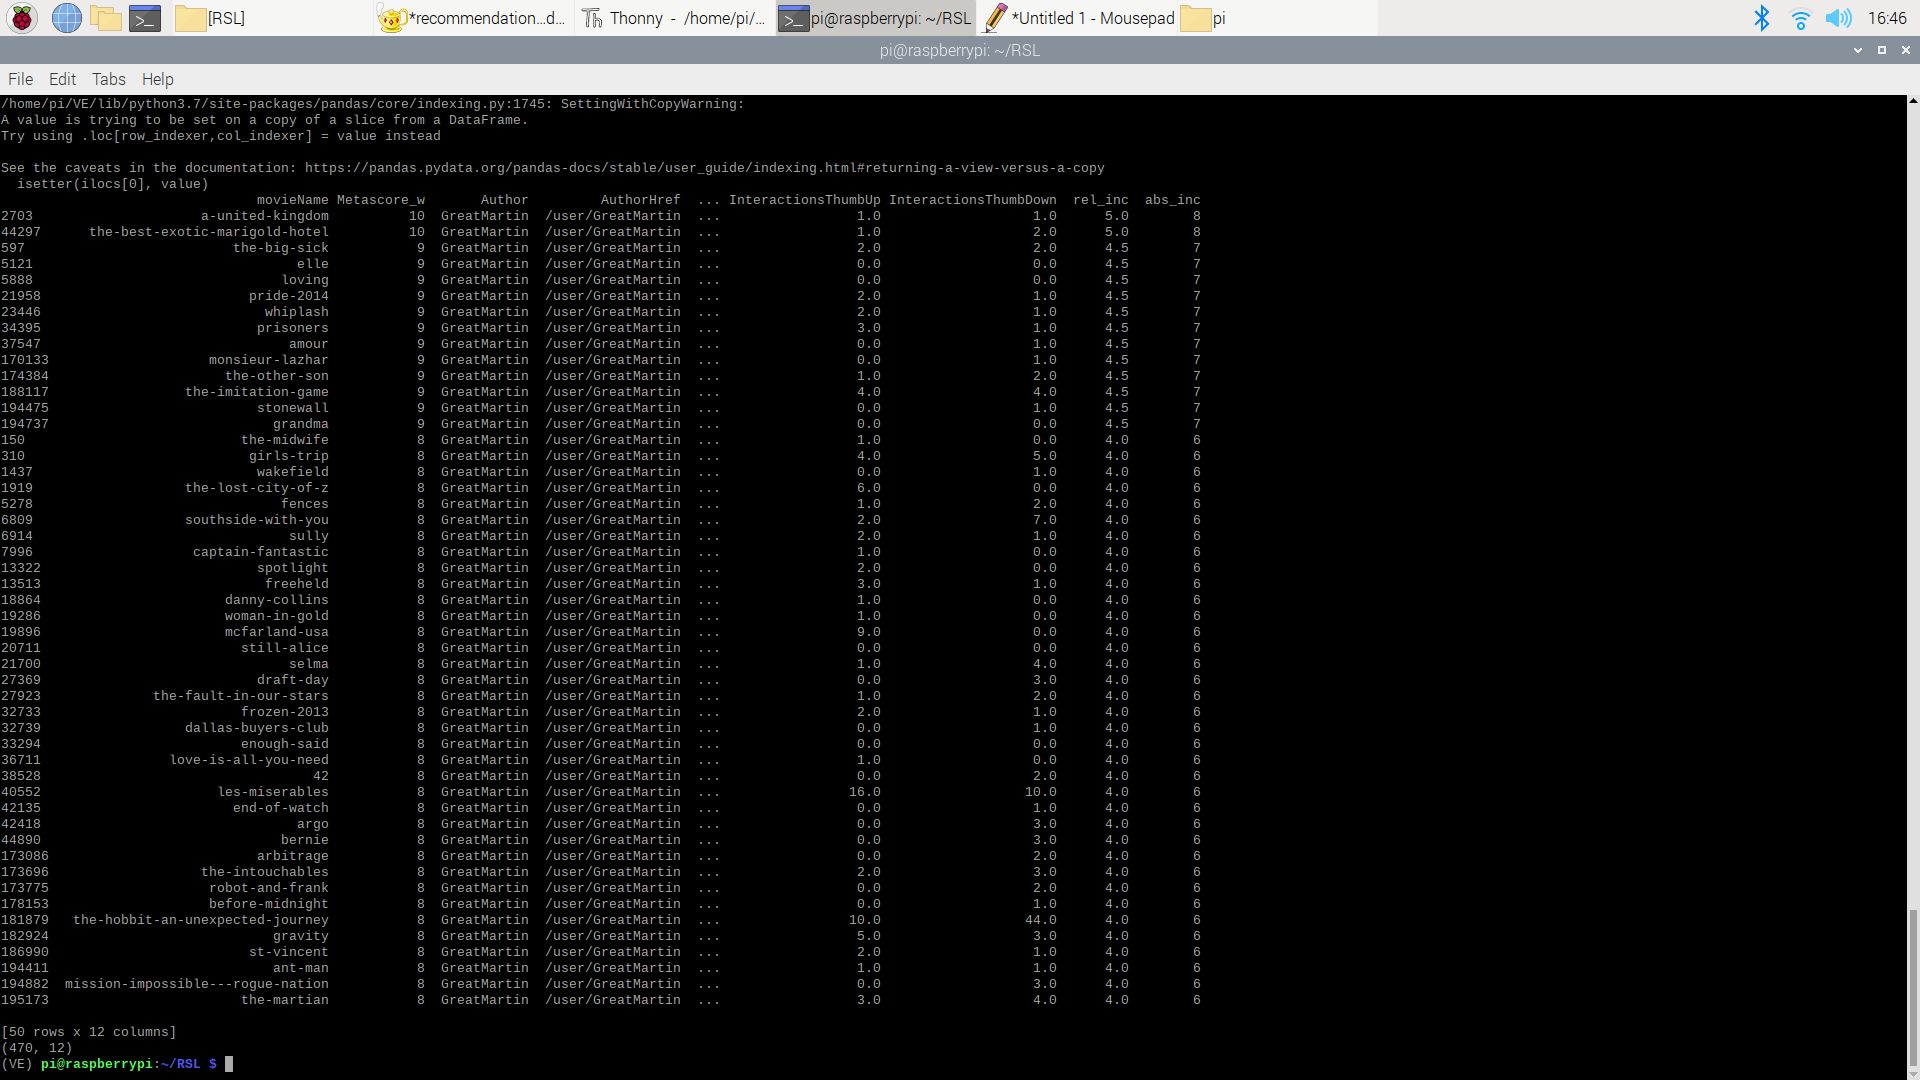 [RSL] *recommendation...d... Thonny - /home/pi/... pi@raspberrypi: ~/RSL *Untitled 1 - Mousepad pi 16:46
pi@raspberrypi: ~/RSL
File Edit Tabs Help
/home/pi/VE/lib/python3.7/site-packages/pandas/core/indexing.py:1745: SettingWithCopyWarning:
A value is trying to be set on a copy of a slice from a DataFrame.
Try using .loc[row_indexer,col_indexer] = value instead
See the caveats in the documentation: https://pandas.pydata.org/pandas-docs/stable/user_guide/indexing.html#returning-a-view-versus-a-copy
isetter(ilocs[0], value)
movieName Metascore_w Author AuthorHref ... InteractionsThumbUp InteractionsThumbDown rel_inc abs_inc
2703 a-united-kingdom 10 GreatMartin /user/GreatMartin ... 1.0 1.0 5.0 8
44297 the-best-exotic-marigold-hotel 10 GreatMartin /user/GreatMartin ... 1.0 2.0 5.0 8
597 the-big-sick 9 GreatMartin /user/GreatMartin ... 2.0 2.0 4.5 7
5121 elle 9 GreatMartin /user/GreatMartin ... 0.0 0.0 4.5 7
5888 loving 9 GreatMartin /user/GreatMartin ... 0.0 0.0 4.5 7
21958 pride-2014 9 GreatMartin /user/GreatMartin ... 2.0 1.0 4.5 7
23446 whiplash 9 GreatMartin /user/GreatMartin ... 2.0 1.0 4.5 7
34395 prisoners 9 GreatMartin /user/GreatMartin ... 3.0 1.0 4.5 7
37547 amour 9 GreatMartin /user/GreatMartin ... 0.0 1.0 4.5 7
170133 monsieur-lazhar 9 GreatMartin /user/GreatMartin ... 0.0 1.0 4.5 7
174384 the-other-son 9 GreatMartin /user/GreatMartin ... 1.0 2.0 4.5 7
188117 the-imitation-game 9 GreatMartin /user/GreatMartin ... 4.0 4.0 4.5 7
194475 stonewall 9 GreatMartin /user/GreatMartin ... 0.0 1.0 4.5 7
194737 grandma 9 GreatMartin /user/GreatMartin ... 0.0 0.0 4.5 7
150 the-midwife 8 GreatMartin /user/GreatMartin ... 1.0 0.0 4.0 6
310 girls-trip 8 GreatMartin /user/GreatMartin ... 4.0 5.0 4.0 6
1437 wakefield 8 GreatMartin /user/GreatMartin ... 0.0 1.0 4.0 6
1919 the-lost-city-of-z 8 GreatMartin /user/GreatMartin ... 6.0 0.0 4.0 6
5278 fences 8 GreatMartin /user/GreatMartin ... 1.0 2.0 4.0 6
6809 southside-with-you 8 GreatMartin /user/GreatMartin ... 2.0 7.0 4.0 6
6914 sully 8 GreatMartin /user/GreatMartin ... 2.0 1.0 4.0 6
7996 captain-fantastic 8 GreatMartin /user/GreatMartin ... 1.0 0.0 4.0 6
13322 spotlight 8 GreatMartin /user/GreatMartin ... 2.0 0.0 4.0 6
13513 freeheld 8 GreatMartin /user/GreatMartin ... 3.0 1.0 4.0 6
18864 danny-collins 8 GreatMartin /user/GreatMartin ... 1.0 0.0 4.0 6
19286 woman-in-gold 8 GreatMartin /user/GreatMartin ... 1.0 0.0 4.0 6
19896 mcfarland-usa 8 GreatMartin /user/GreatMartin ... 9.0 0.0 4.0 6
20711 still-alice 8 GreatMartin /user/GreatMartin ... 0.0 0.0 4.0 6
21700 selma 8 GreatMartin /user/GreatMartin ... 1.0 4.0 4.0 6
27369 draft-day 8 GreatMartin /user/GreatMartin ... 0.0 3.0 4.0 6
27923 the-fault-in-our-stars 8 GreatMartin /user/GreatMartin ... 1.0 2.0 4.0 6
32733 frozen-2013 8 GreatMartin /user/GreatMartin ... 2.0 1.0 4.0 6
32739 dallas-buyers-club 8 GreatMartin /user/GreatMartin ... 0.0 1.0 4.0 6
33294 enough-said 8 GreatMartin /user/GreatMartin ... 0.0 0.0 4.0 6
36711 love-is-all-you-need 8 GreatMartin /user/GreatMartin ... 1.0 0.0 4.0 6
38528 42 8 GreatMartin /user/GreatMartin ... 0.0 2.0 4.0 6
40552 les-miserables 8 GreatMartin /user/GreatMartin ... 16.0 10.0 4.0 6
42135 end-of-watch 8 GreatMartin /user/GreatMartin ... 0.0 1.0 4.0 6
42418 argo 8 GreatMartin /user/GreatMartin ... 0.0 3.0 4.0 6
44890 bernie 8 GreatMartin /user/GreatMartin ... 0.0 3.0 4.0 6
173086 arbitrage 8 GreatMartin /user/GreatMartin ... 0.0 2.0 4.0 6
173696 the-intouchables 8 GreatMartin /user/GreatMartin ... 2.0 3.0 4.0 6
173775 robot-and-frank 8 GreatMartin /user/GreatMartin ... 0.0 2.0 4.0 6
178153 before-midnight 8 GreatMartin /user/GreatMartin ... 0.0 1.0 4.0 6
181879 the-hobbit-an-unexpected-journey 8 GreatMartin /user/GreatMartin ... 10.0 44.0 4.0 6
182924 gravity 8 GreatMartin /user/GreatMartin ... 5.0 3.0 4.0 6
186990 st-vincent 8 GreatMartin /user/GreatMartin ... 2.0 1.0 4.0 6
194411 ant-man 8 GreatMartin /user/GreatMartin ... 1.0 1.0 4.0 6
194882 mission-impossible---rogue-nation 8 GreatMartin /user/GreatMartin ... 0.0 3.0 4.0 6
195173 the-martian 8 GreatMartin /user/GreatMartin ... 3.0 4.0 4.0 6
[50 rows x 12 columns]
(470, 12)
(VE) pi@raspberrypi:~/RSL $